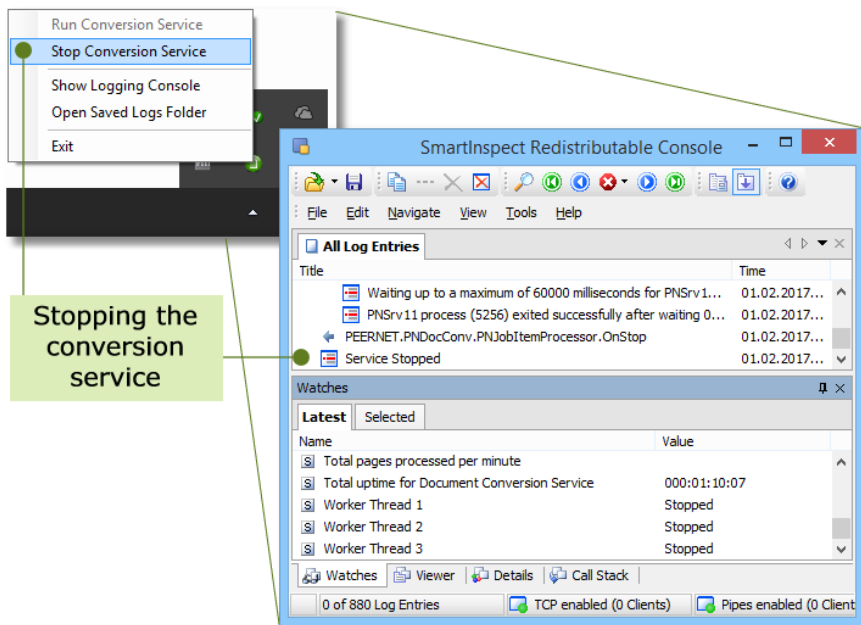 Run Conversion Service
Stop Conversion Service
Show Logging Console
Open Saved Logs Folder
Exit
SmartInspect Redistributable Console
File Edit Navigate View Tools Help
All Log Entries
Title Time
Waiting up to a maximum of 60000 milliseconds for PNSrv1... 01.02.2017...
PNSrv11 process (5256) exited successfully after waiting 0... 01.02.2017...
PEERNET.PNDocConv.PNJobItemProcessor.OnStop 01.02.2017...
Service Stopped 01.02.2017...
Stopping the
conversion
service
Watches
Latest Selected
Name Value
S Total pages processed per minute
S Total uptime for Document Conversion Service 000:01:10:07
S Worker Thread 1 Stopped
S Worker Thread 2 Stopped
S Worker Thread 3 Stopped
Watches Viewer Details Call Stack
0 of 880 Log Entries TCP enabled (0 Clients) Pipes enabled (0 Client